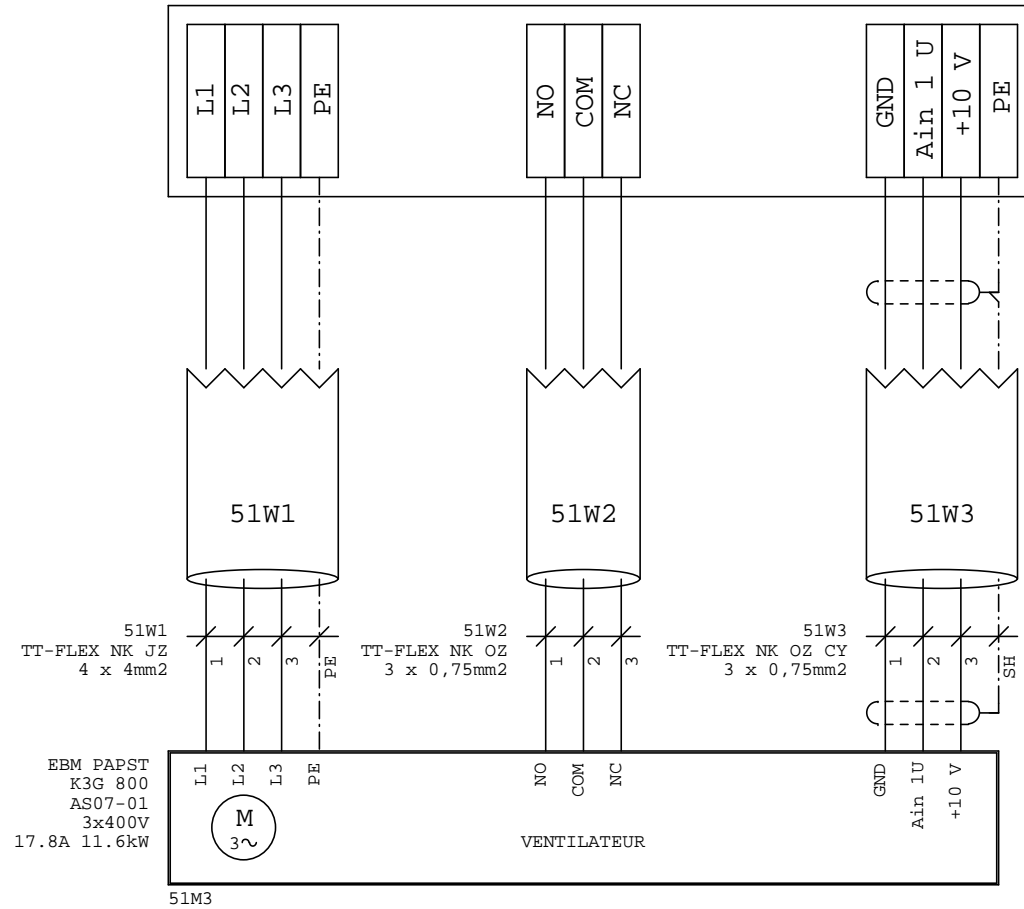 L1
L2
L3
PE
NO
COM
NC
GND
Ain 1 U
+10 V
PE
51W1
51W2
51W3
51W1
TT-FLEX NK JZ
4 x 4mm2
1
2
3
PE
51W2
TT-FLEX NK OZ
3 x 0,75mm2
1
2
3
51W3
TT-FLEX NK OZ CY
3 x 0,75mm2
1
2
3
SH
EBM PAPST
K3G 800
AS07-01
3x400V
17.8A 11.6kW
L1
L2
L3
PE
M
3~
NO
COM
NC
VENTILATEUR
GND
Ain 1U
+10 V
51M3